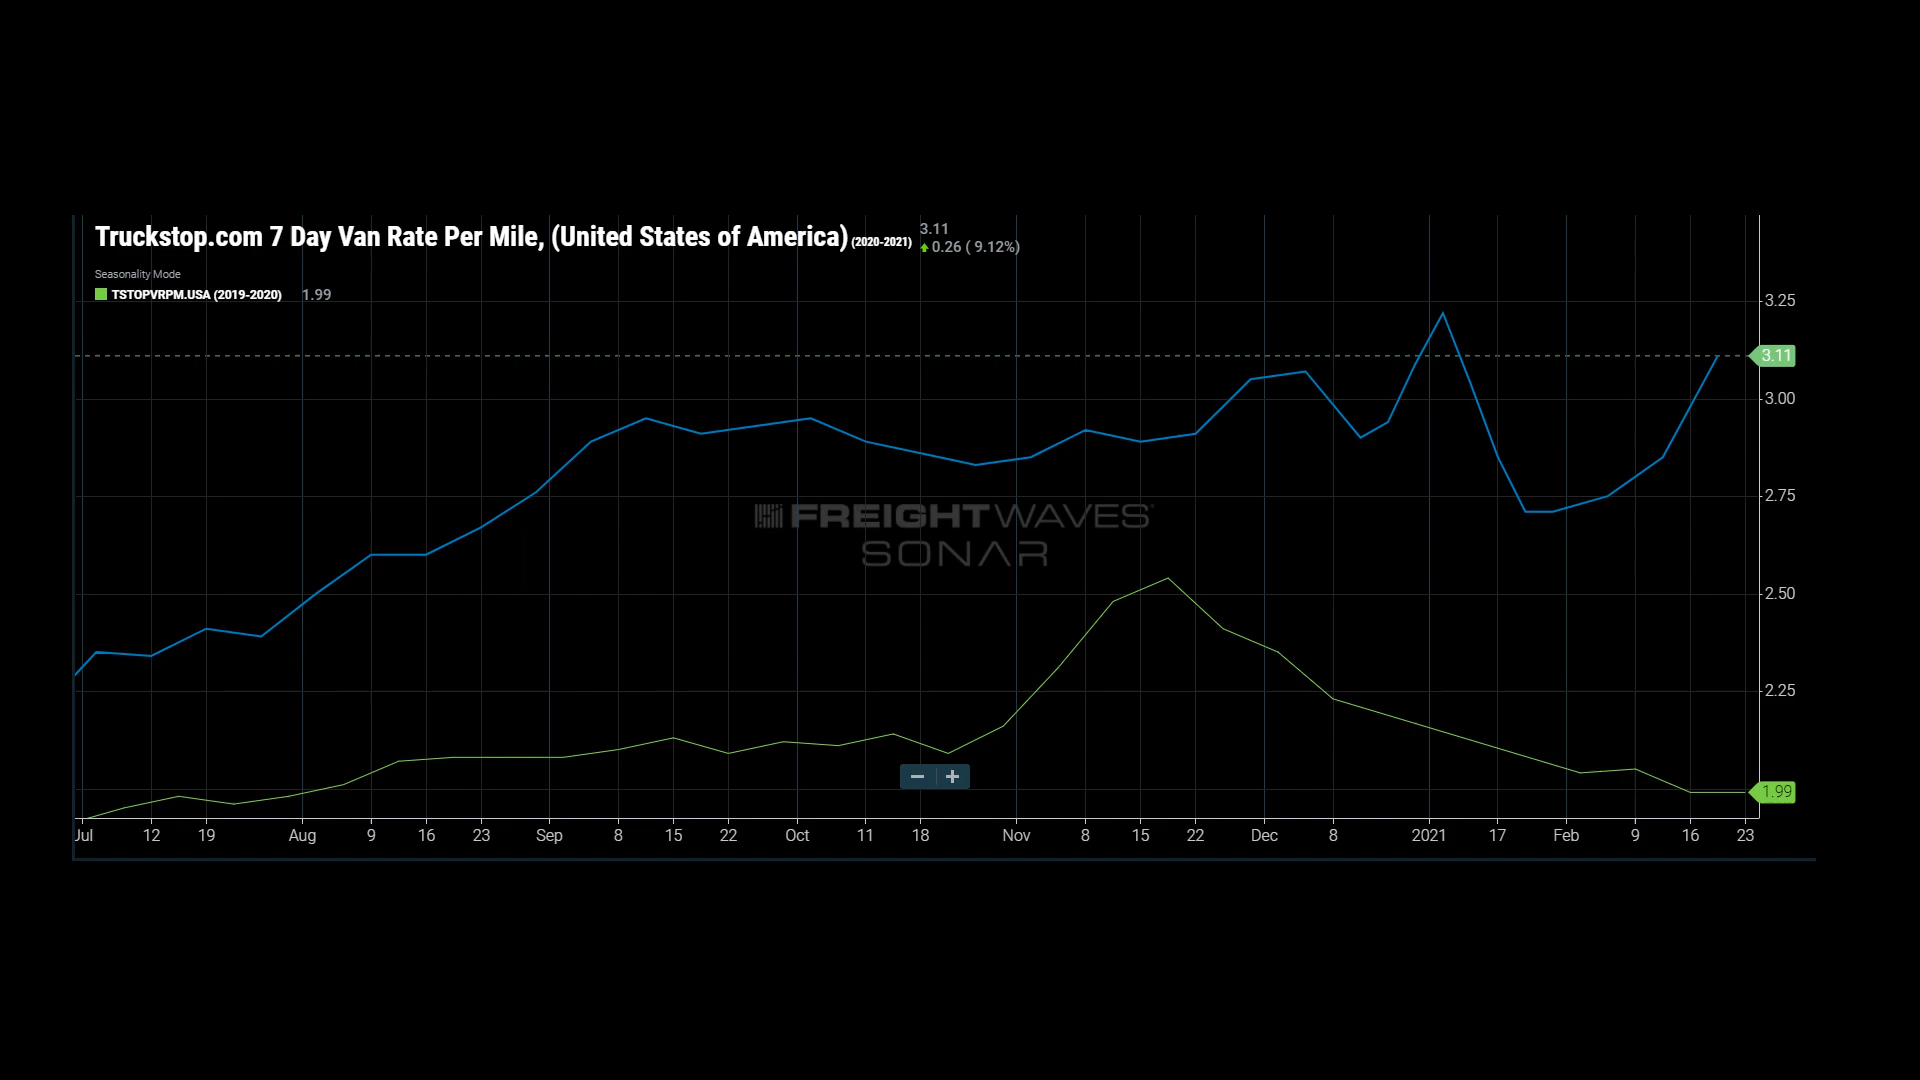 Truckstop.com 7 Day Van Rate Per Mile, (United States of America) (2020-2021) 3.11
0.26 ( 9.12%)
Seasonality Mode
TSTOPVRPM.USA (2019-2020) 1.99
3.25
3.11
3.00
2.75
FREIGHTWAVES
SONAR
2.50
2.25
1.99
Jul 12 19 Aug 9 16 23 Sep 8 15 22 Oct 11 18 Nov 8 15 22 Dec 8 2021 17 Feb 9 16 23